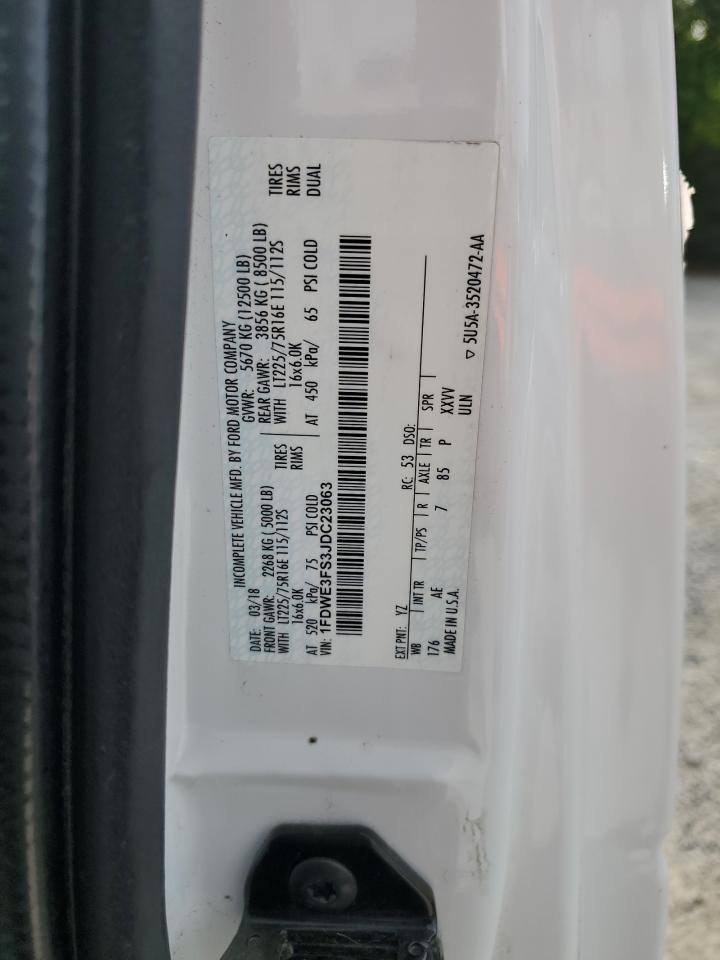 INCOMPLETE VEHICLE MFD. BY FORD MOTOR COMPANY
DATE: 03/18 GVWR: 5670 KG (12500 LB)
FRONT GAWR: 2268 KG ( 5000 LB) REAR GAWR: 3856 KG ( 8500 LB)
WITH LT225/75R16E 115/112S TIRES WITH LT225/75R16E 115/112S TIRES
16x6.0K RIMS 16x6.0K RIMS
AT 520 kPa/ 75 PSI COLD AT 450 kPa/ 65 PSI COLD DUAL
VIN: 1FDWE3FS3JDC23063
EXT PNT: YZ RC: 53 DSO:
WB INT TR TP/PS R AXLE TR SPR
176 AE 7 85 P XXVV
MADE IN U.S.A. ULN
▽ 5U5A-3520472-AA